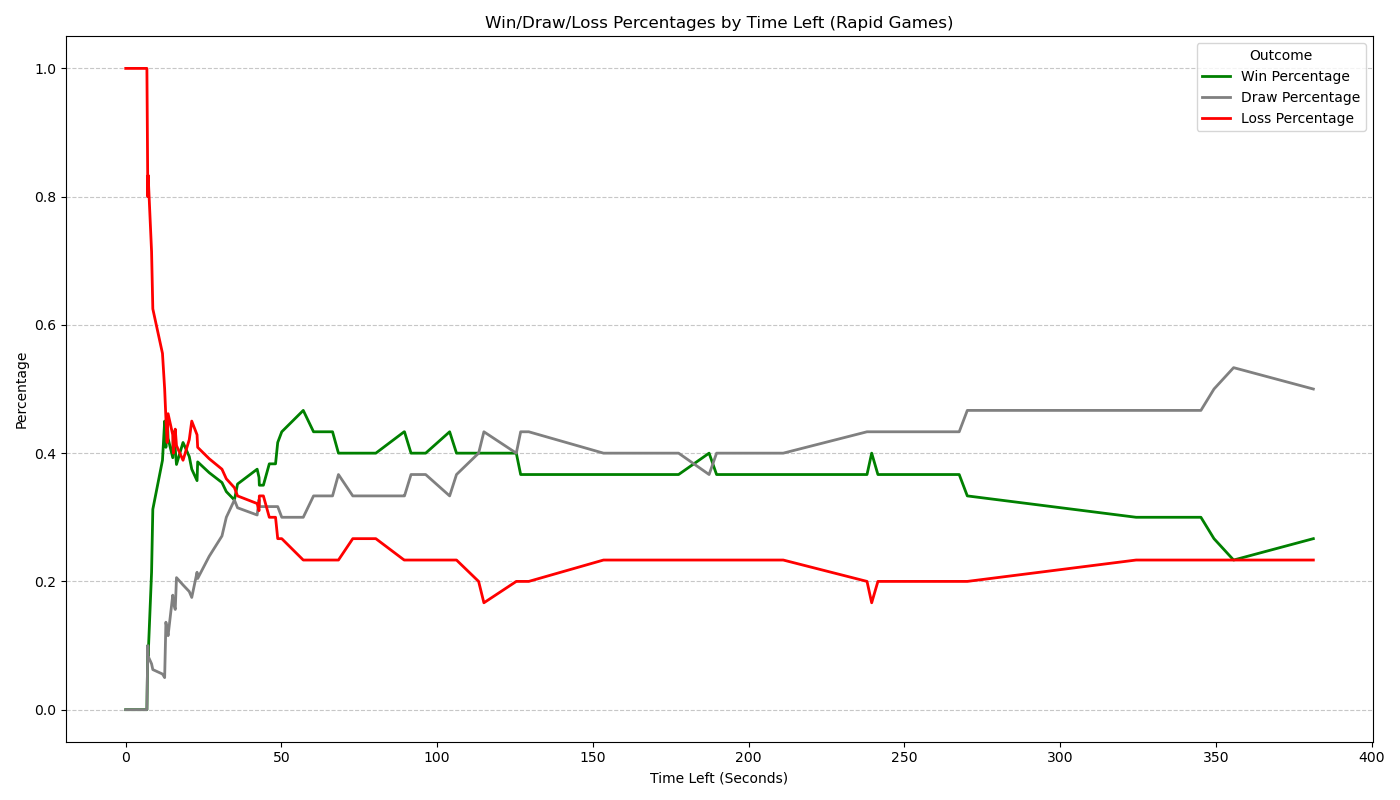 Win/Draw/Loss Percentages by Time Left (Rapid Games)
Outcome
Win Percentage
Draw Percentage
Loss Percentage
Percentage
1.0
0.8
0.6
0.4
0.2
0.0
0 50 100 150 200 250 300 350 400
Time Left (Seconds)